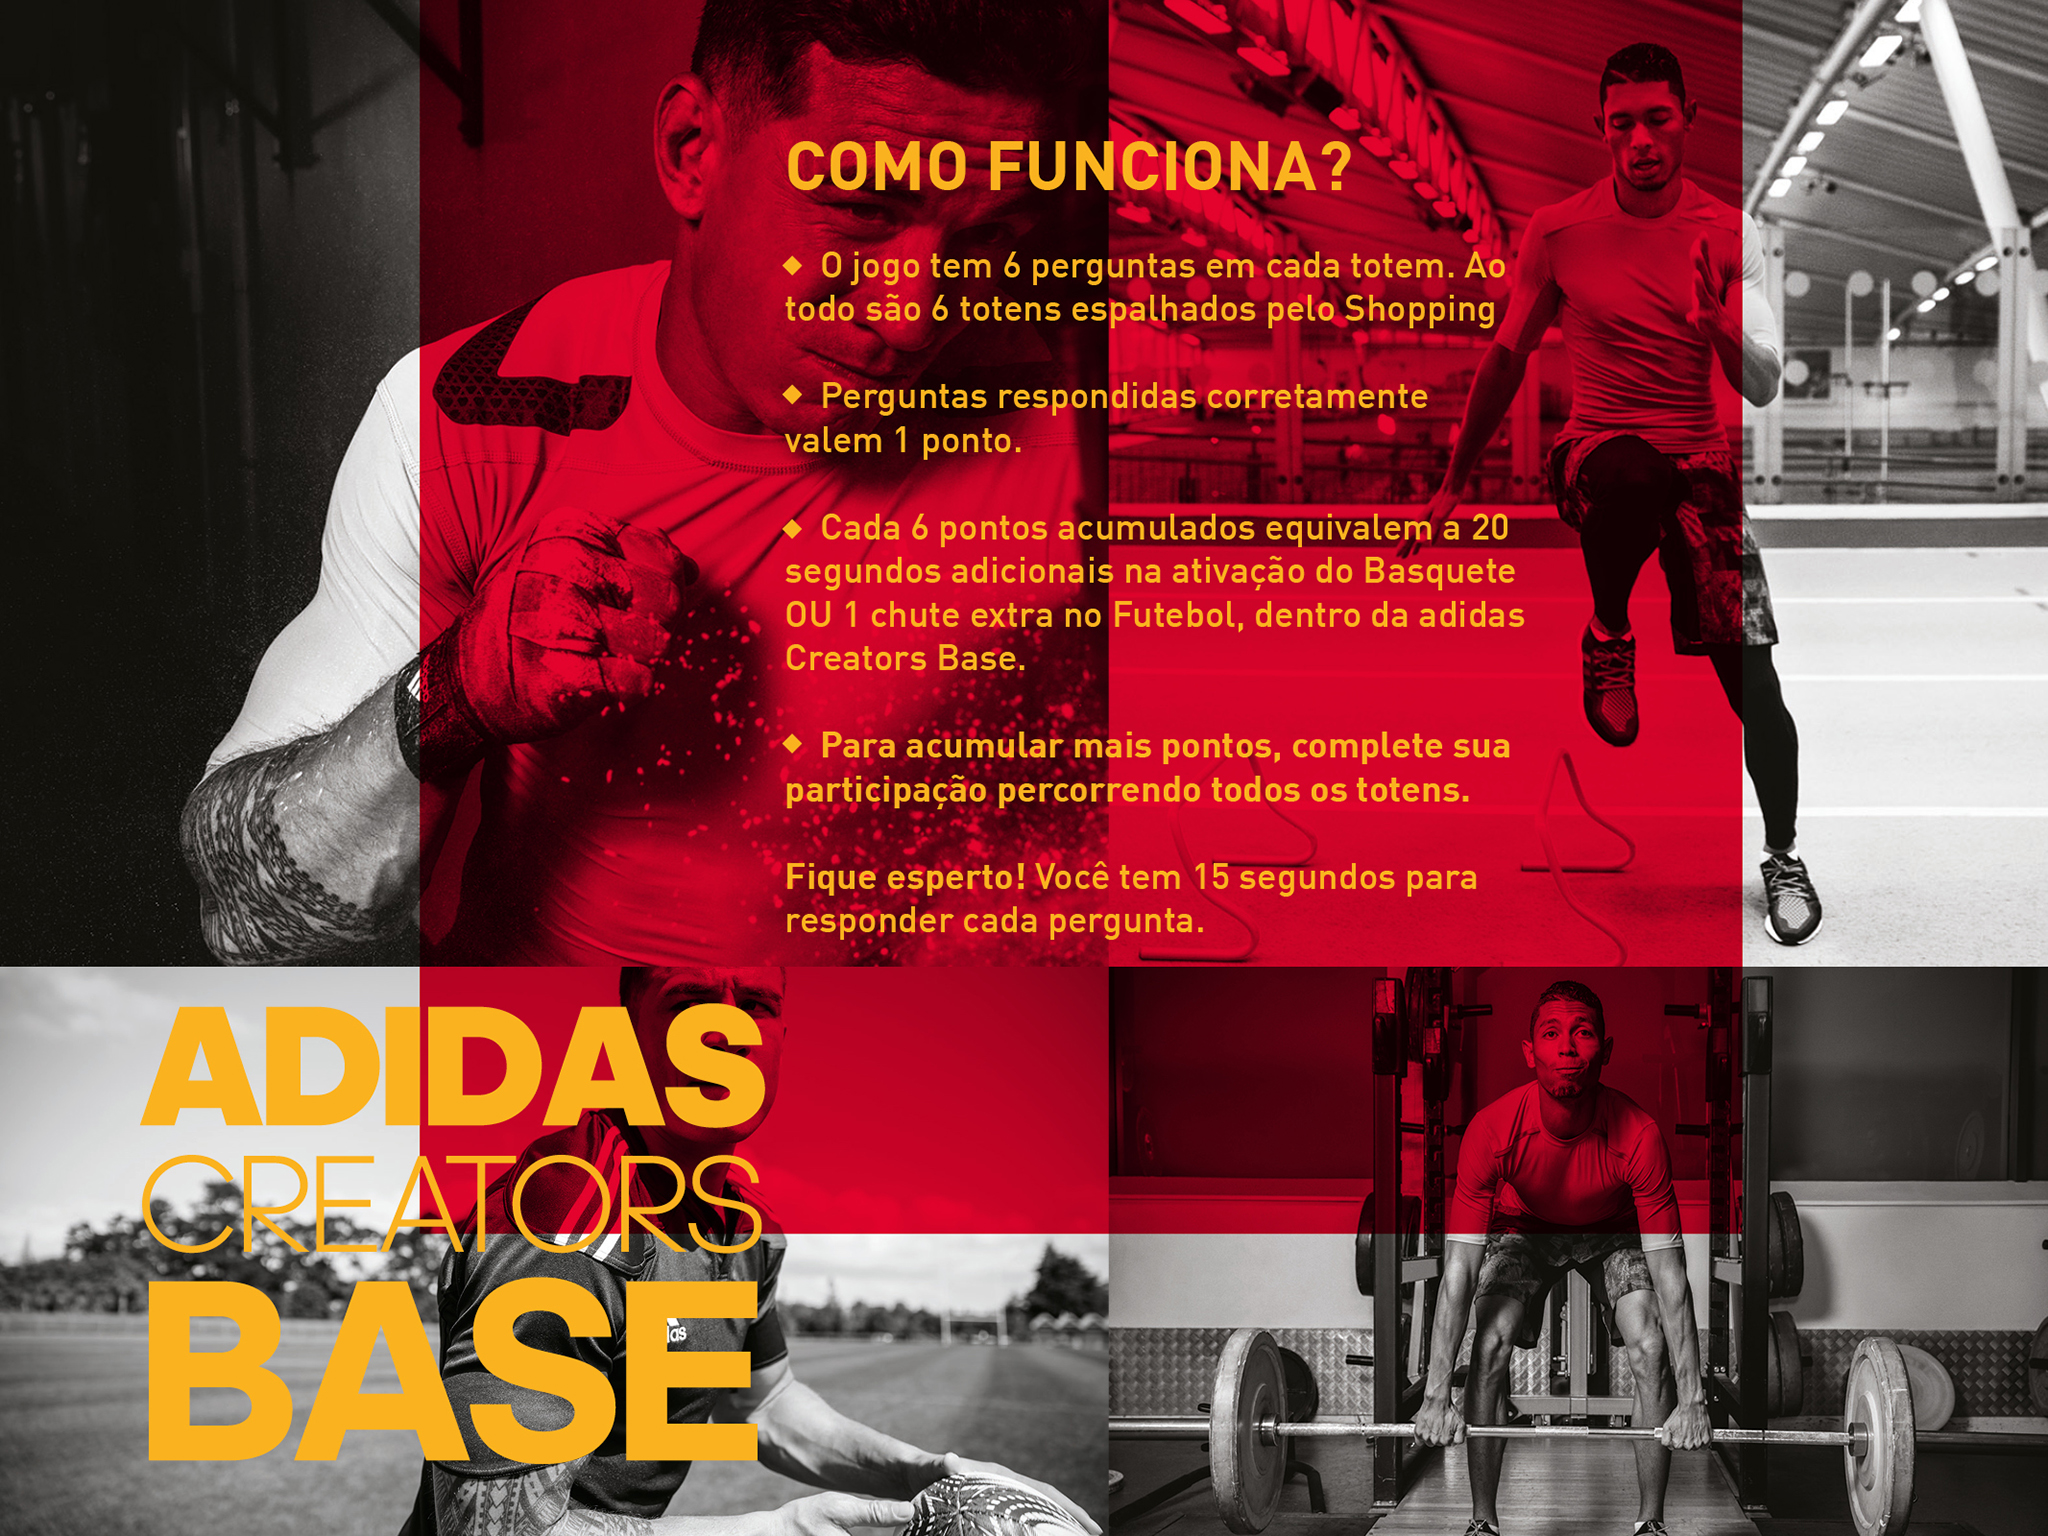 COMO FUNCIONA?
◆ O jogo tem 6 perguntas em cada totem. Ao
todo são 6 totens espalhados pelo Shopping
◆ Perguntas respondidas corretamente
valem 1 ponto.
◆ Cada 6 pontos acumulados equivalem a 20
segundos adicionais na ativação do Basquete
OU 1 chute extra no Futebol, dentro da adidas
Creators Base.
◆ Para acumular mais pontos, complete sua
participação percorrendo todos os totens.
Fique esperto! Você tem 15 segundos para
responder cada pergunta.
ADIDAS
CREATORS
BASE